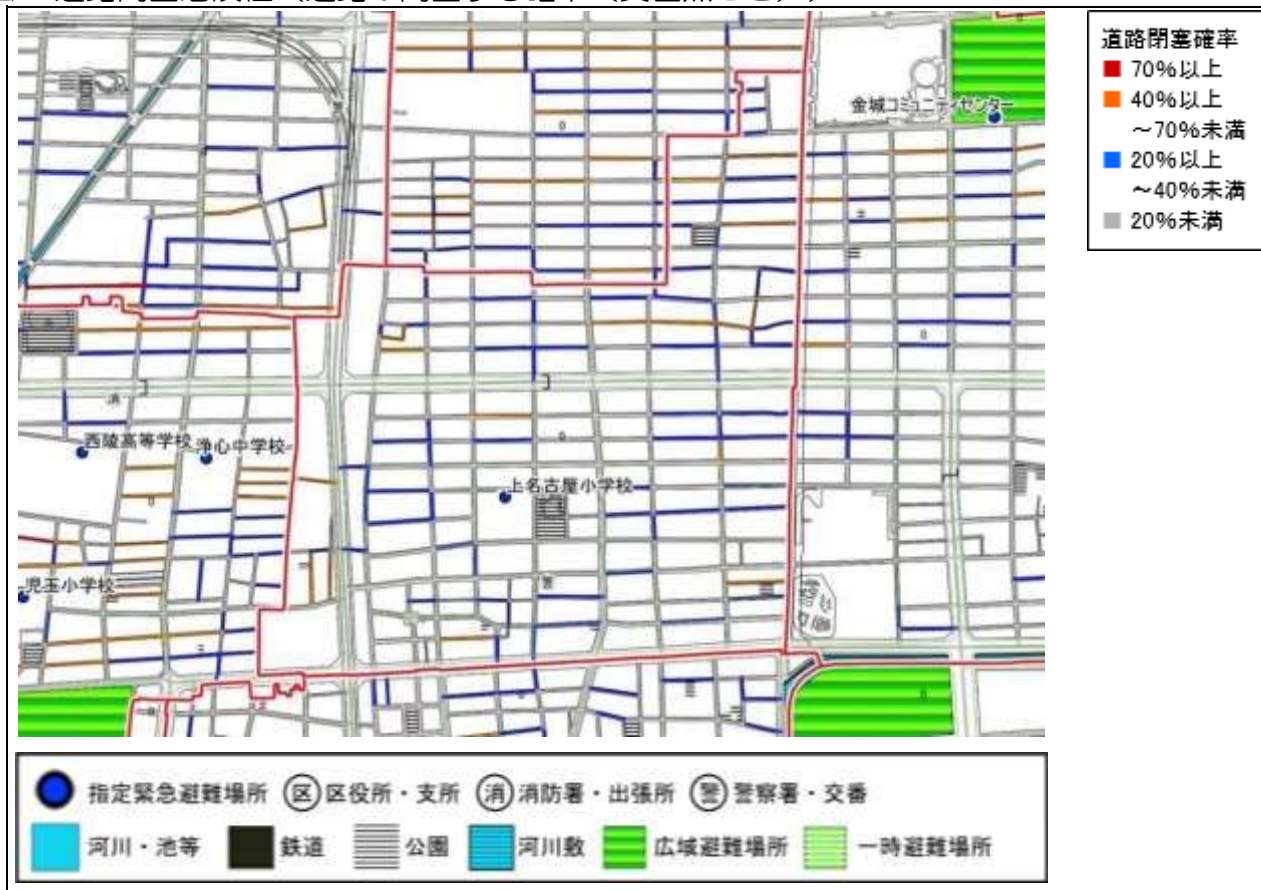 道路閉塞確率
70%以上
40%以上
～70%未満
20%以上
～40%未満
20%未満
金城コミュニティセンター
消
西陵高等学校
浄心中学校
上名古屋小学校
児玉小学校
指定緊急避難場所
区 区役所・支所
消 消防署・出張所
警 警察署・交番
河川・池等
鉄道
公園
河川敷
広域避難場所
一時避難場所